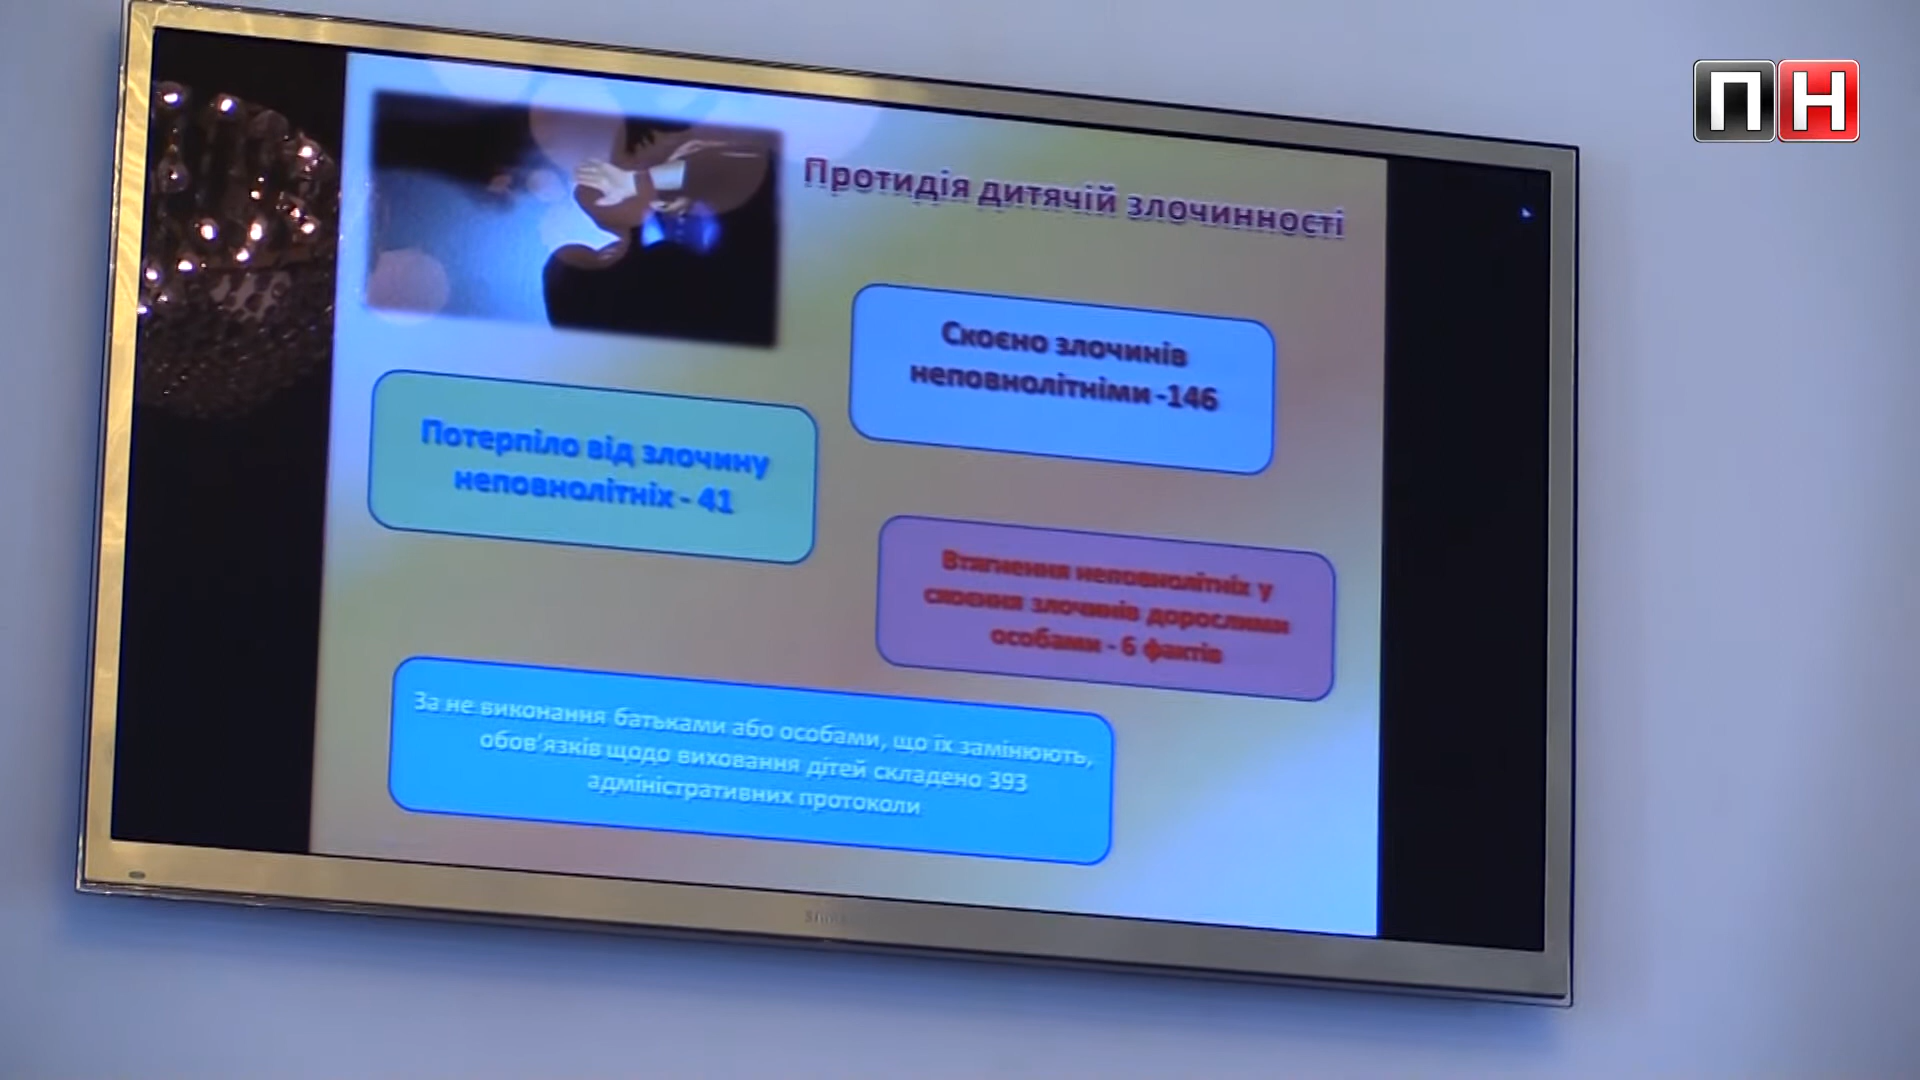 ПН
Протидія дитячій злочинності
Скоєно злочинів
неповнолітніми -146
Потерпіло від злочину
неповнолітніх - 41
Втягнення неповнолітніх у
скоєння злочинів дорослими
особами - 6 фактів
За не виконання батьками або особами, що їх замінюють,
обов'язків щодо виховання дітей складено 393
адміністративних протоколи